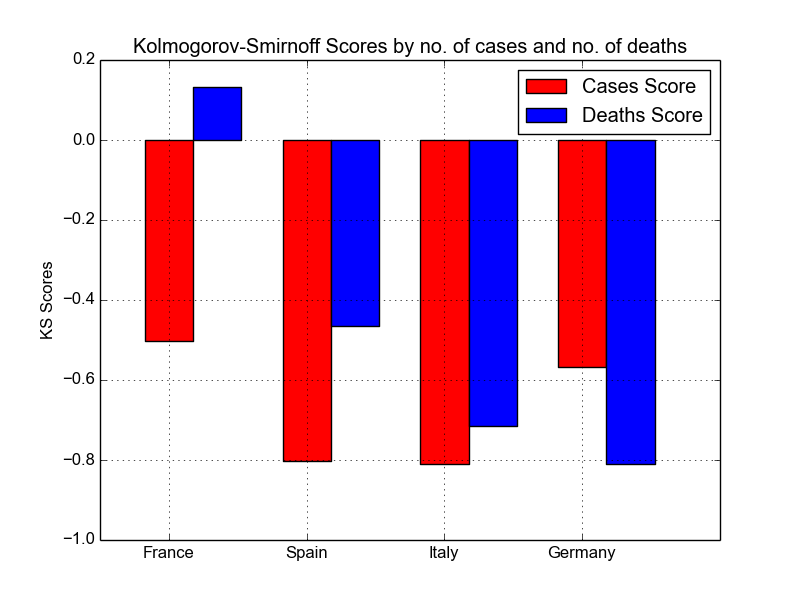 Kolmogorov-Smirnoff Scores by no. of cases and no. of deaths
Cases Score
Deaths Score
KS Scores
0.2
0.0
−0.2
−0.4
−0.6
−0.8
−1.0
France Spain Italy Germany